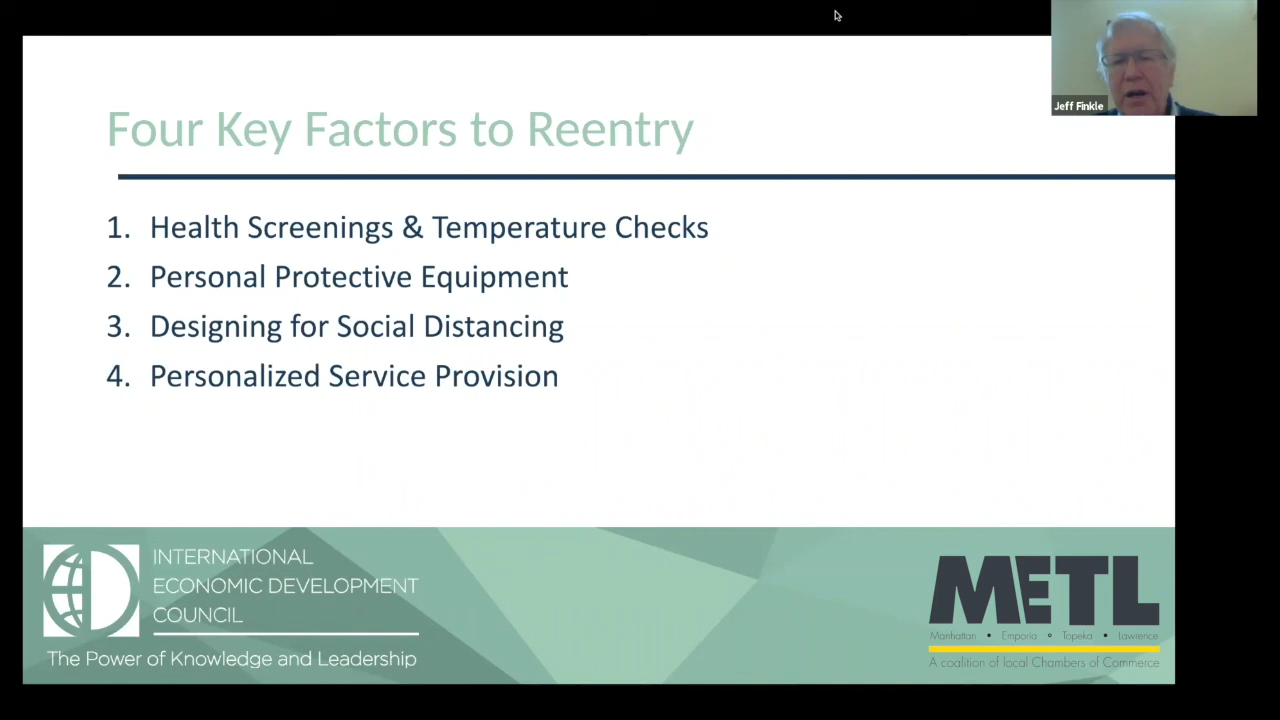 Jeff Finkle
Four Key Factors to Reentry
1. Health Screenings & Temperature Checks
2. Personal Protective Equipment
3. Designing for Social Distancing
4. Personalized Service Provision
INTERNATIONAL
ECONOMIC DEVELOPMENT
COUNCIL
The Power of Knowledge and Leadership
METL
Manhattan • Emporia • Topeka • Lawrence
A coalition of local Chambers of Commerce